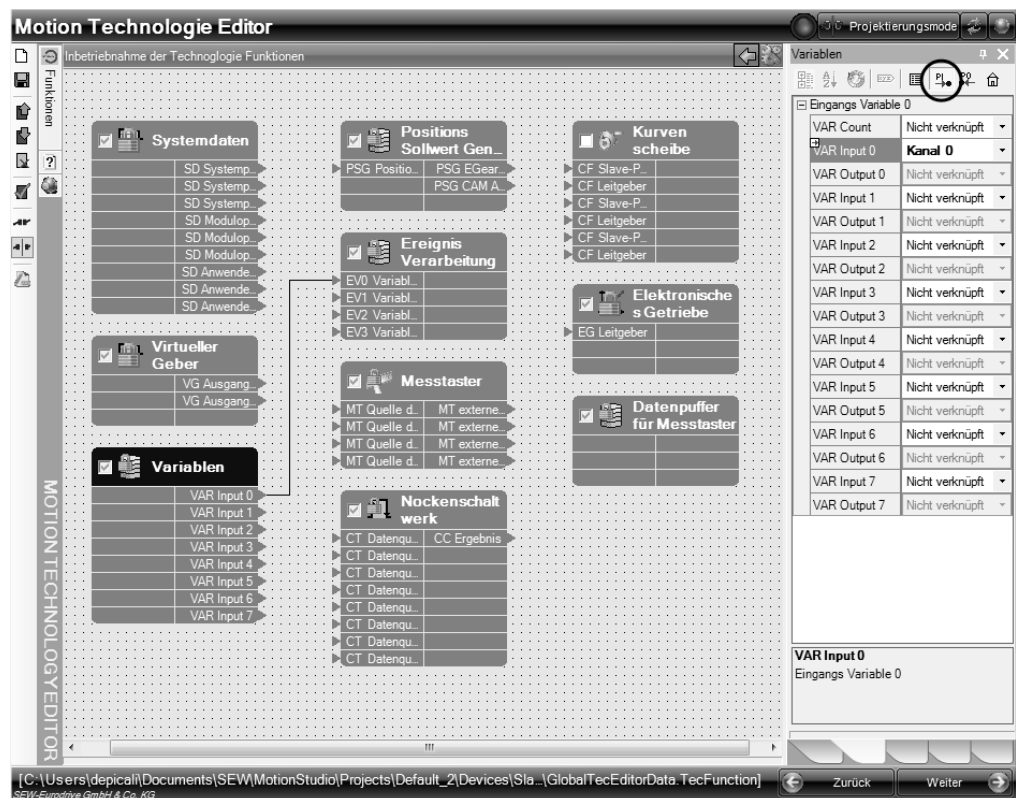 Motion Technologie Editor
Projektierungsmode
Inbetriebnahme der Technoglogie Funktionen
Funktionen
MOTION TECHNOLOGY EDITOR
Systemdaten
SD Systemp...
SD Systemp...
SD Systemp...
SD Modulop...
SD Modulop...
SD Modulop...
SD Anwende...
SD Anwende...
SD Anwende...
Virtueller
Geber
VG Ausgang...
VG Ausgang...
Variablen
VAR Input 0
VAR Input 1
VAR Input 2
VAR Input 3
VAR Input 4
VAR Input 5
VAR Input 6
VAR Input 7
Positions
Sollwert Gen...
PSG Positio... PSG EGear...
PSG CAM A...
Ereignis
Verarbeitung
EV0 Variabl...
EV1 Variabl...
EV2 Variabl...
EV3 Variabl...
Messtaster
MT Quelle d... MT externe...
MT Quelle d... MT externe...
MT Quelle d... MT externe...
MT Quelle d... MT externe...
Nockenschalt
werk
CT Datenqu... CC Ergebnis
CT Datenqu...
CT Datenqu...
CT Datenqu...
CT Datenqu...
CT Datenqu...
CT Datenqu...
CT Datenqu...
Kurven
scheibe
CF Slave-P...
CF Leitgeber
CF Slave-P...
CF Leitgeber
CF Slave-P...
CF Leitgeber
Elektronische
s Getriebe
EG Leitgeber
Datenpuffer
für Messtaster
Variablen
PI
PO
Eingangs Variable 0
VAR Count Nicht verknüpft
VAR Input 0 Kanal 0
VAR Output 0 Nicht verknüpft
VAR Input 1 Nicht verknüpft
VAR Output 1 Nicht verknüpft
VAR Input 2 Nicht verknüpft
VAR Output 2 Nicht verknüpft
VAR Input 3 Nicht verknüpft
VAR Output 3 Nicht verknüpft
VAR Input 4 Nicht verknüpft
VAR Output 4 Nicht verknüpft
VAR Input 5 Nicht verknüpft
VAR Output 5 Nicht verknüpft
VAR Input 6 Nicht verknüpft
VAR Output 6 Nicht verknüpft
VAR Input 7 Nicht verknüpft
VAR Output 7 Nicht verknüpft
VAR Input 0
Eingangs Variable 0
[C:\Users\depicali\Documents\SEW\MotionStudio\Projects\Default_2\Devices\Sla...\GlobalTecEditorData.TecFunction]
Zurück
Weiter
SEW-Eurodrive GmbH & Co. KG